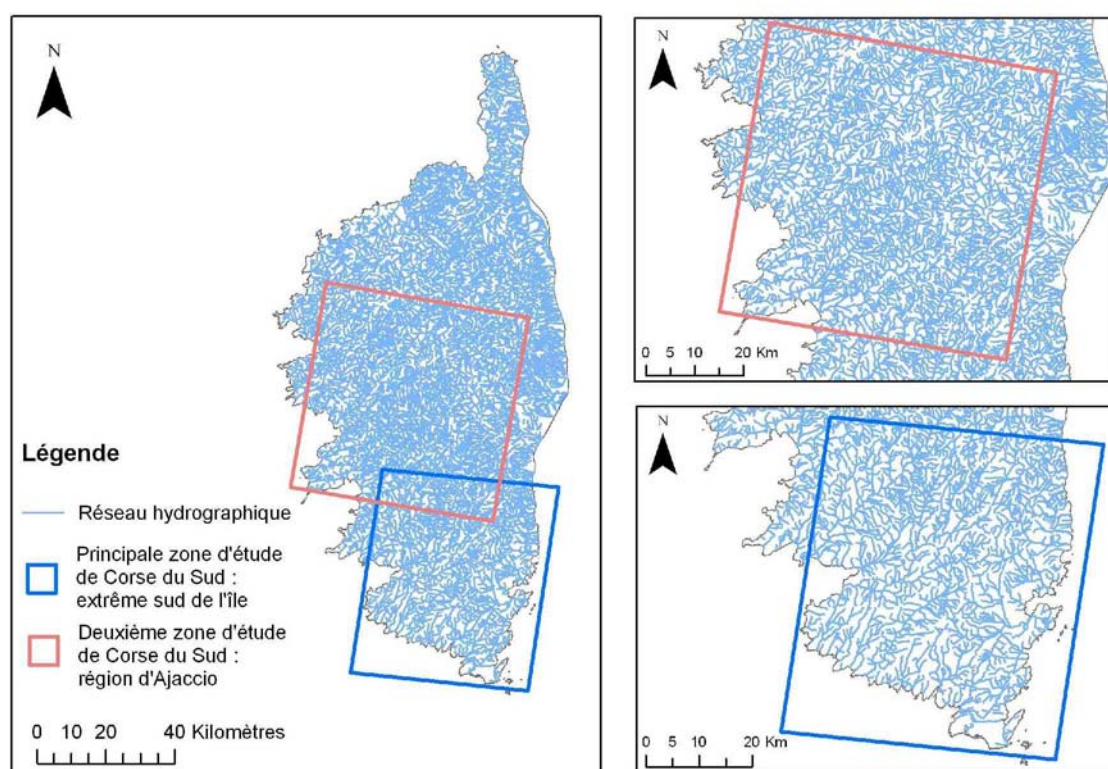 N
Légende
Réseau hydrographique
Principale zone d'étude
de Corse du Sud :
extrême sud de l'île
Deuxième zone d'étude
de Corse du Sud :
région d'Ajaccio
0 10 20 40 Kilomètres
N
0 5 10 20 Km
N
0 5 10 20 Km